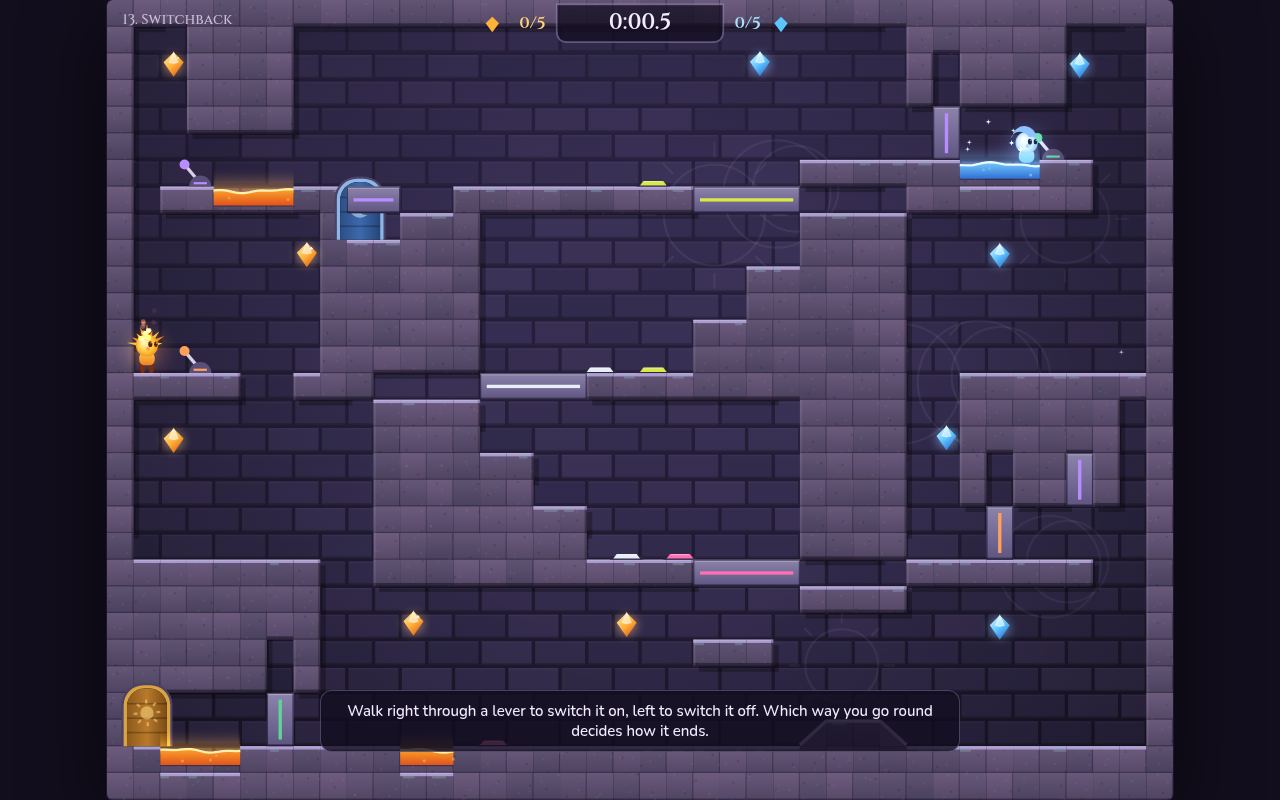 13. Switchback
0/5
0:00.5
0/5
Walk right through a lever to switch it on, left to switch it off. Which way you go round
decides how it ends.